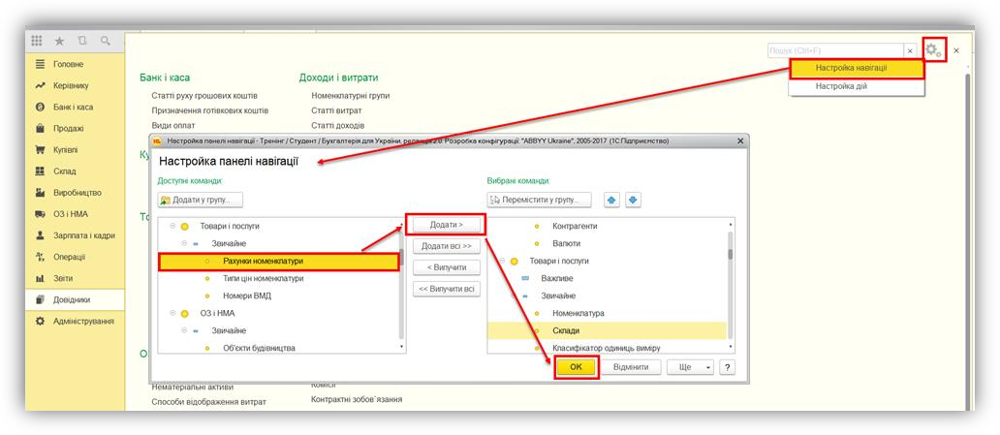 Пошук (Ctrl+F)
×
×
Настройка навігації
Настройка дій
Головне
Керівнику
Банк і каса
Продажі
Купівлі
Склад
Виробництво
ОЗ і НМА
Зарплата і кадри
Операції
Звіти
Довідники
Адміністрування
Банк і каса
Статті руху грошових коштів
Призначення готівкових коштів
Види оплат
Доходи і витрати
Номенклатурні групи
Статті витрат
Статті доходів
Настройка панелі навігації - Тренінг / Студент / Бухгалтерія для України, редакція 2.0. Розробка конфігурації: "ABBYY Ukraine", 2005-2017 (1С:Підприємство)
Настройка панелі навігації
Доступні команди:
Додати у групу...
Товари і послуги
Звичайне
Рахунки номенклатури
Типи цін номенклатури
Номери ВМД
ОЗ і НМА
Звичайне
Об'єкти будівництва
Додати >
Додати всі >>
< Вилучити
<< Вилучити всі
Вибрані команди:
Перемістити у групу...
Контрагенти
Валюти
Товари і послуги
Важливе
Звичайне
Номенклатура
Склади
Класифікатор одиниць виміру
OK
Відмінити
Ще
?
Нематеріальні активи
Способи відображення витрат
Комісії
Контрактні зобов`язання